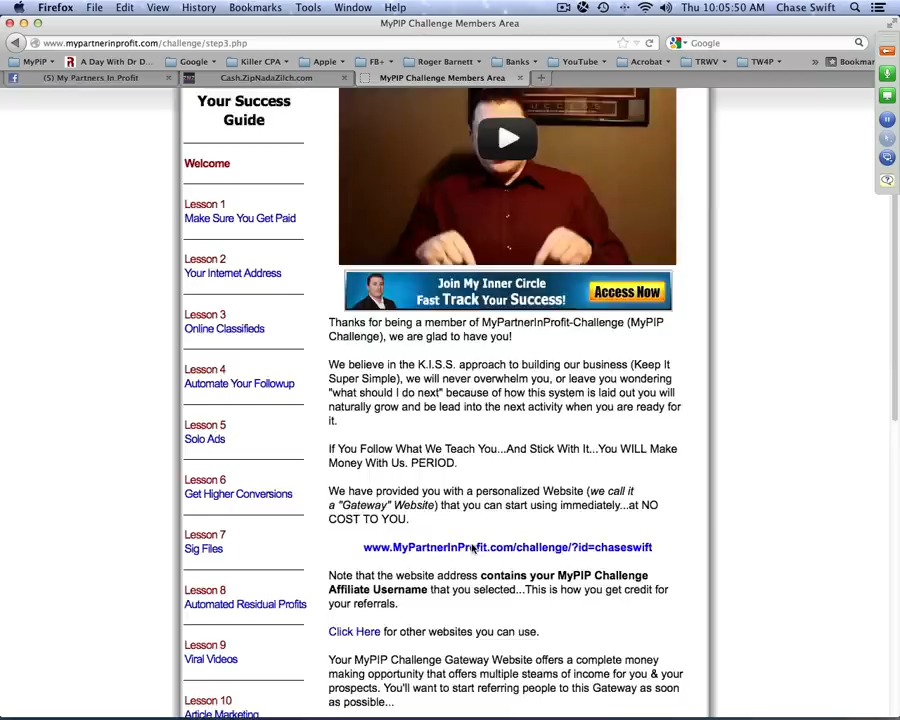 Firefox File Edit View History Bookmarks Tools Window Help Thu 10:05:50 AM Chase Swift
MyPIP Challenge Members Area
www.mypartnerinprofit.com/challenge/step3.php Google
MyPiP A Day With Dr D... Google Killer CPA Apple FB+ Roger Barnett Banks YouTube Acrobat TRWV TW4P » Bookmar
(5) My Partners In Profit Cash.ZipNadaZilch.com MyPIP Challenge Members Area
Your Success
Guide
Welcome
Lesson 1
Make Sure You Get Paid
Lesson 2
Your Internet Address
Lesson 3
Online Classifieds
Lesson 4
Automate Your Followup
Lesson 5
Solo Ads
Lesson 6
Get Higher Conversions
Lesson 7
Sig Files
Lesson 8
Automated Residual Profits
Lesson 9
Viral Videos
Lesson 10
Article Marketing
Join My Inner Circle
Fast Track Your Success!
Access Now
Thanks for being a member of MyPartnerInProfit-Challenge (MyPIP
Challenge), we are glad to have you!
We believe in the K.I.S.S. approach to building our business (Keep It
Super Simple), we will never overwhelm you, or leave you wondering
"what should I do next" because of how this system is laid out you will
naturally grow and be lead into the next activity when you are ready for
it.
If You Follow What We Teach You...And Stick With It...You WILL Make
Money With Us. PERIOD.
We have provided you with a personalized Website (we call it
a "Gateway" Website) that you can start using immediately...at NO
COST TO YOU.
www.MyPartnerInProfit.com/challenge/?id=chaseswift
Note that the website address contains your MyPIP Challenge
Affiliate Username that you selected...This is how you get credit for
your referrals.
Click Here for other websites you can use.
Your MyPIP Challenge Gateway Website offers a complete money
making opportunity that offers multiple steams of income for you & your
prospects. You'll want to start referring people to this Gateway as soon
as possible...